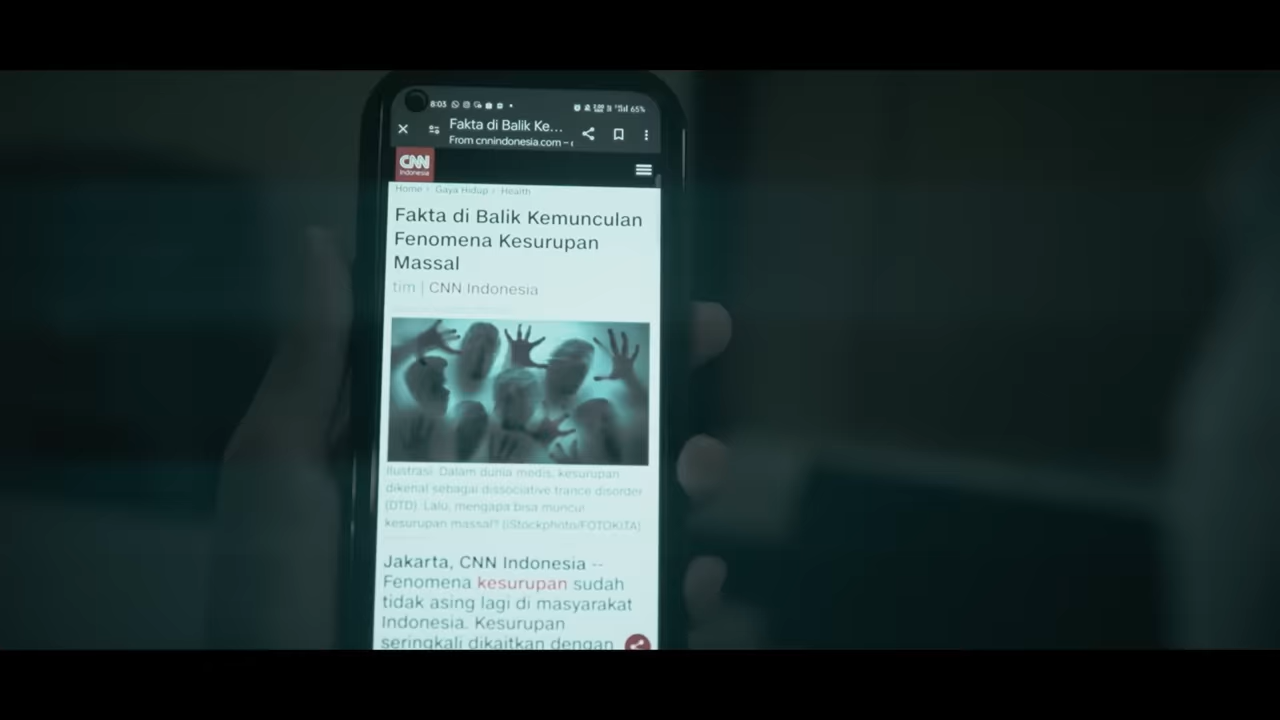 8:03
65%
Fakta di Balik Ke...
From cnnindonesia.com –
CNN
Indonesia
Home › Gaya Hidup › Health
Fakta di Balik Kemunculan
Fenomena Kesurupan
Massal
tim | CNN Indonesia
Ilustrasi. Dalam dunia medis, kesurupan
dikenal sebagai dissociative trance disorder
(DTD). Lalu, mengapa bisa muncul
kesurupan massal? (iStockphoto/FOTOKITA)
Jakarta, CNN Indonesia --
Fenomena kesurupan sudah
tidak asing lagi di masyarakat
Indonesia. Kesurupan
seringkali dikaitkan dengan